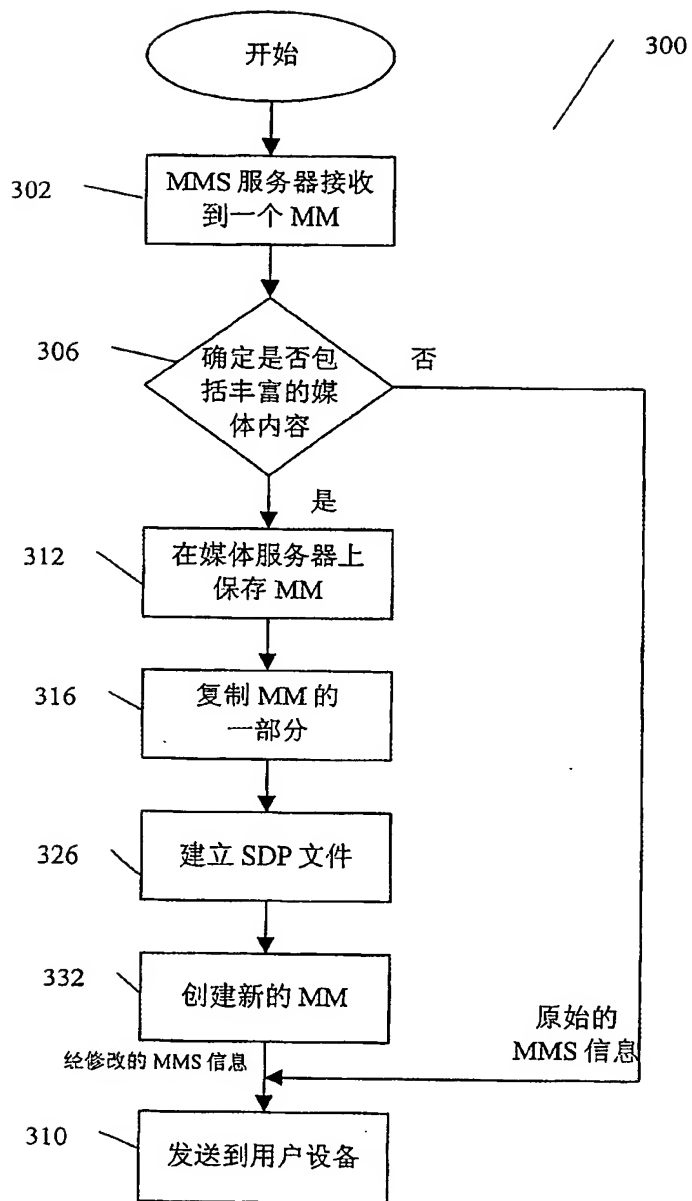 开始
300
302
MMS 服务器接收
到一个 MM
306
确定是否包
括丰富的媒
体内容
否
是
312
在媒体服务器上
保存 MM
316
复制 MM 的
一部分
326
建立 SDP 文件
332
创建新的 MM
原始的
MMS 信息
经修改的 MMS 信息
310
发送到用户设备